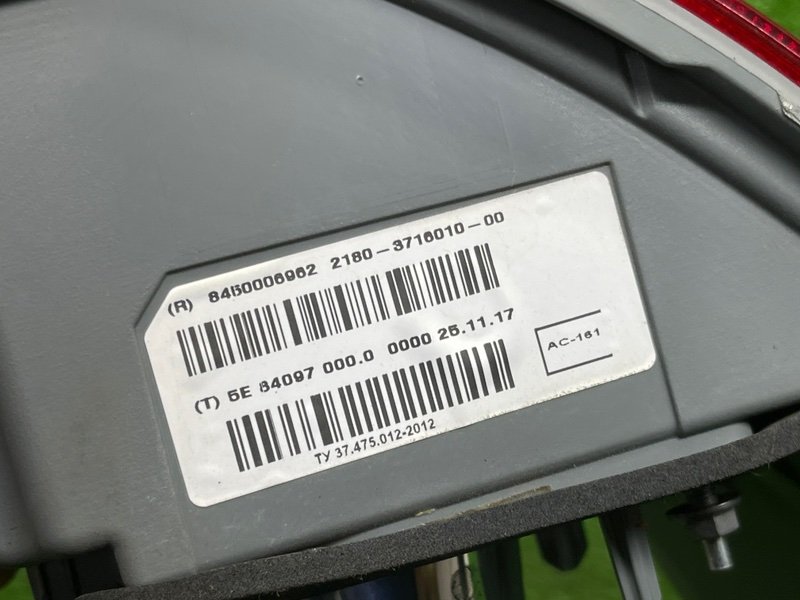 (R) 8450006962 2180-3716010-00
(T) 5E 84097 000.0 0000 25.11.17
AC-161
ТУ 37.475.012-2012